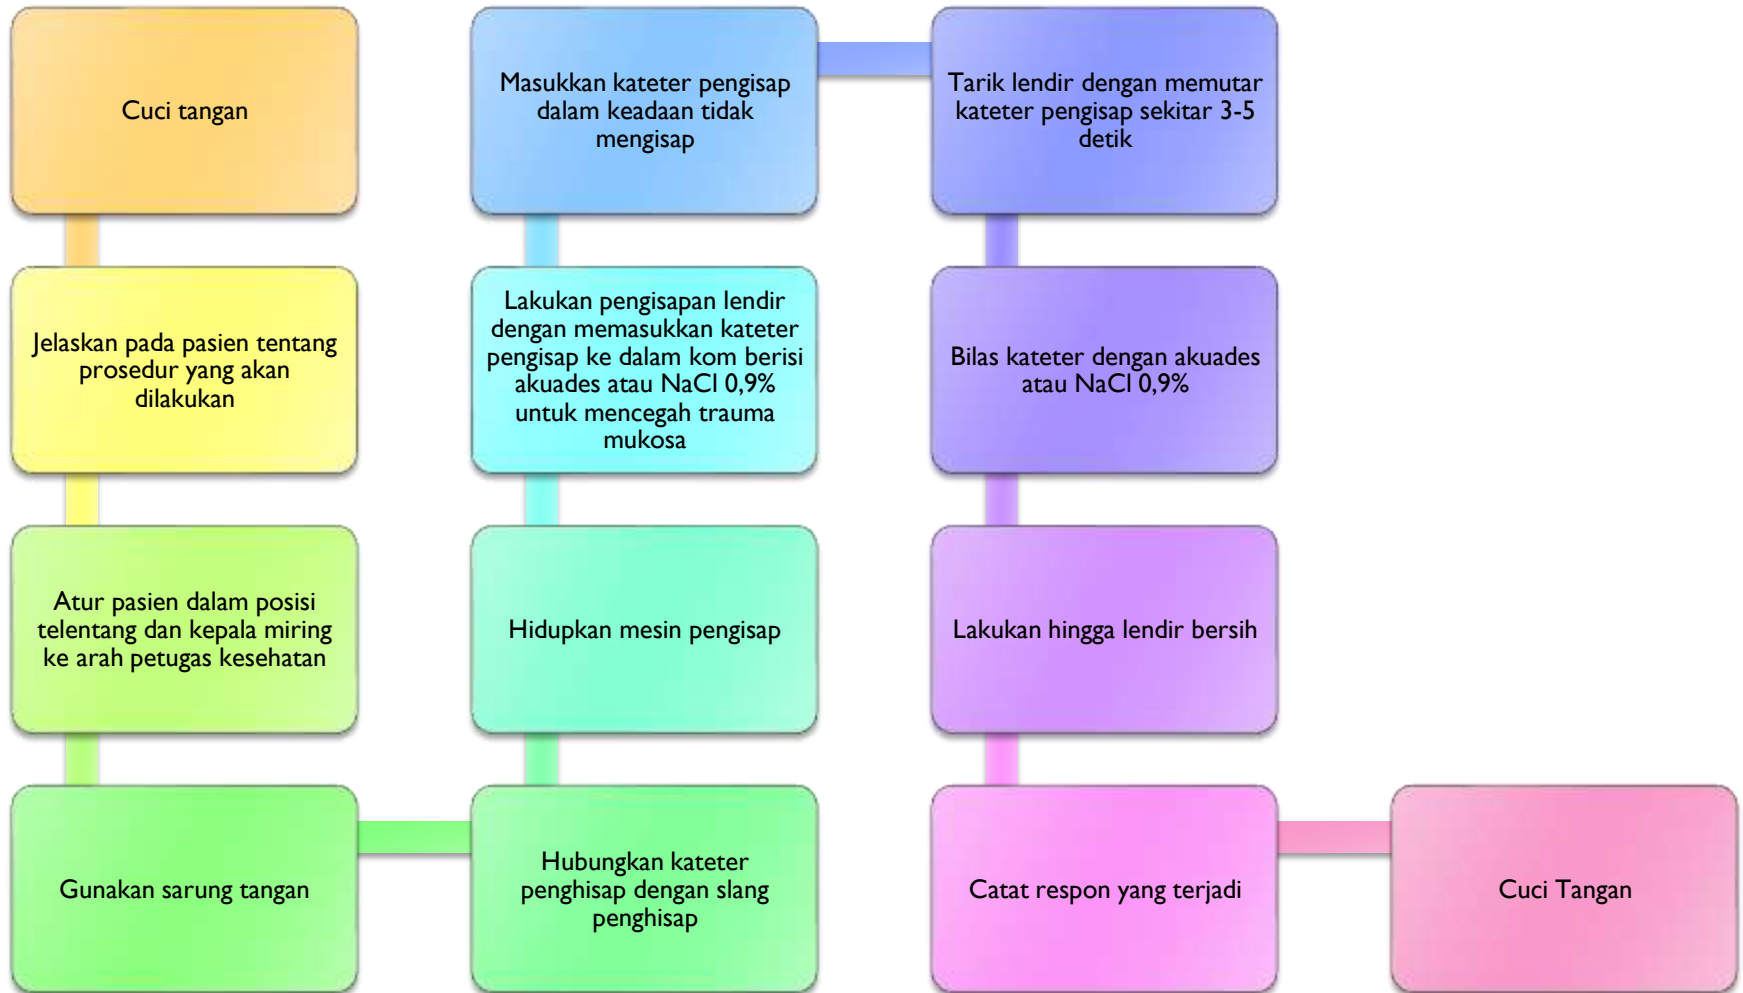 Cuci tangan
Jelaskan pada pasien tentang
prosedur yang akan
dilakukan
Atur pasien dalam posisi
telentang dan kepala miring
ke arah petugas kesehatan
Gunakan sarung tangan
Hubungkan kateter
penghisap dengan slang
penghisap
Hidupkan mesin pengisap
Lakukan pengisapan lendir
dengan memasukkan kateter
pengisap ke dalam kom berisi
akuades atau NaCl 0,9%
untuk mencegah trauma
mukosa
Masukkan kateter pengisap
dalam keadaan tidak
mengisap
Tarik lendir dengan memutar
kateter pengisap sekitar 3-5
detik
Bilas kateter dengan akuades
atau NaCl 0,9%
Lakukan hingga lendir bersih
Catat respon yang terjadi
Cuci Tangan